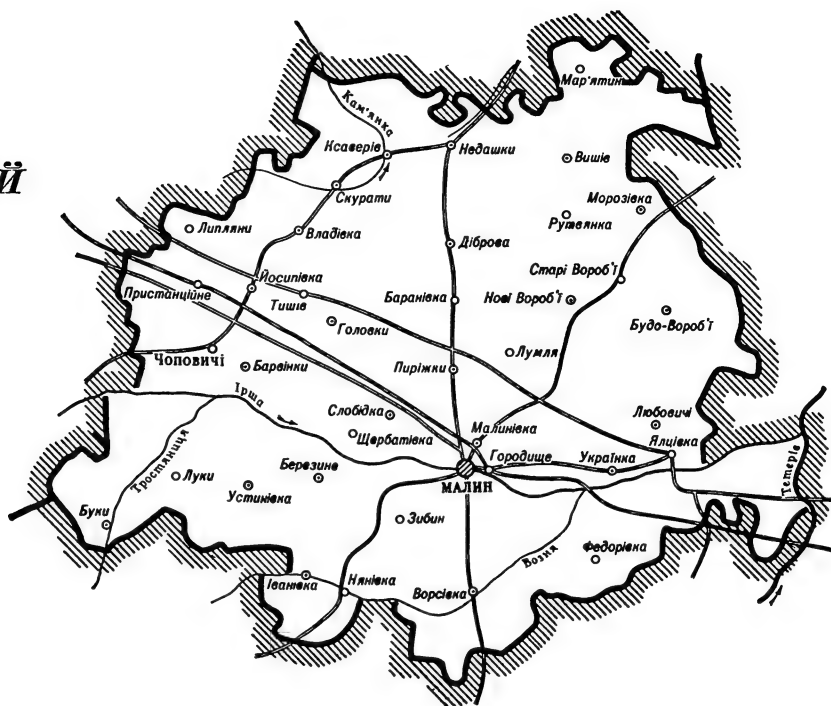 Й
Мар'ятин
Кам'янка
Ксаверів
Недашки
Вишів
Скурати
Морозівка
Липляни
Рутвянка
Владівка
Діброва
Старі Вороб'ї
Йосипівка
Пристанційне
Тишів
Баранівка
Нові Вороб'ї
Головки
Будо-Вороб'ї
Чоповичі
Лумля
Барвінки
Пиріжки
Ірша
Слобідка
Любовичі
Малинівка
Щербатівка
Ялцівка
Городище
Українка
Тетерів
Тростяниця
Луки
Березине
МАЛИН
Устинівка
Буки
Зибин
Возня
Федорівка
Іванівка
Нянівка
Ворсівка